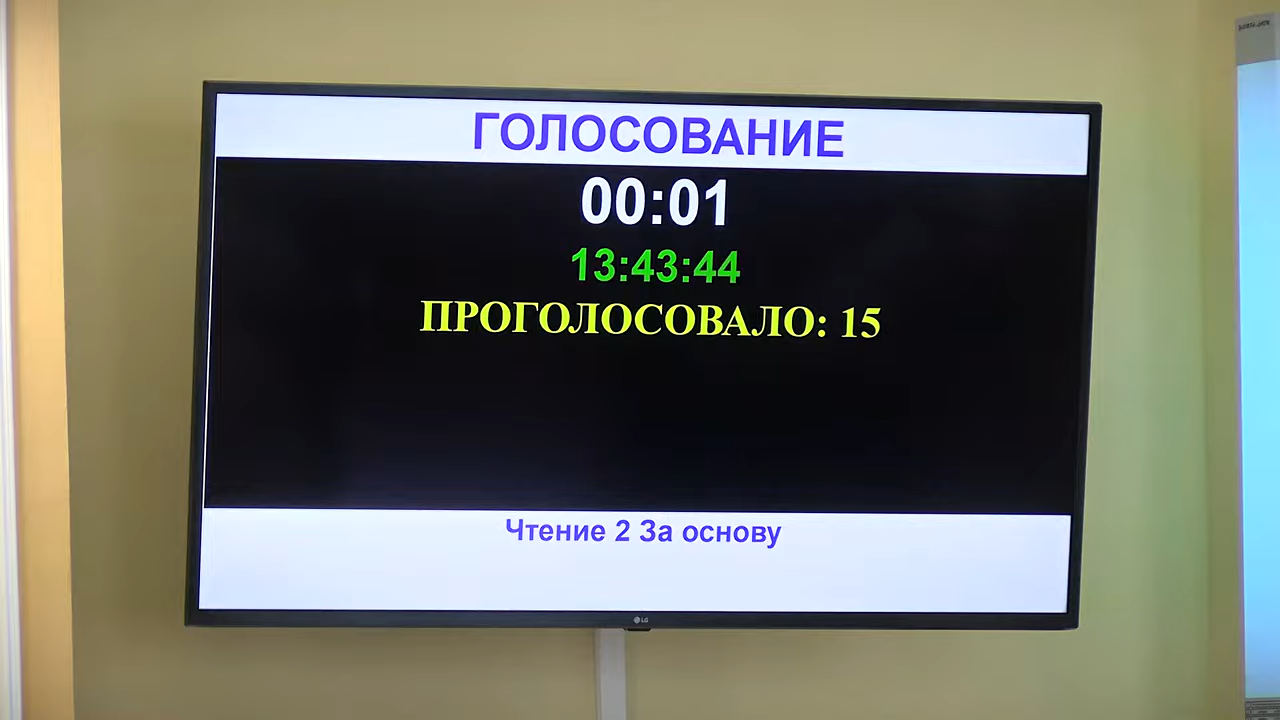 ГОЛОСОВАНИЕ
00:01
13:43:44
ПРОГОЛОСОВАЛО: 15
Чтение 2 За основу
LG